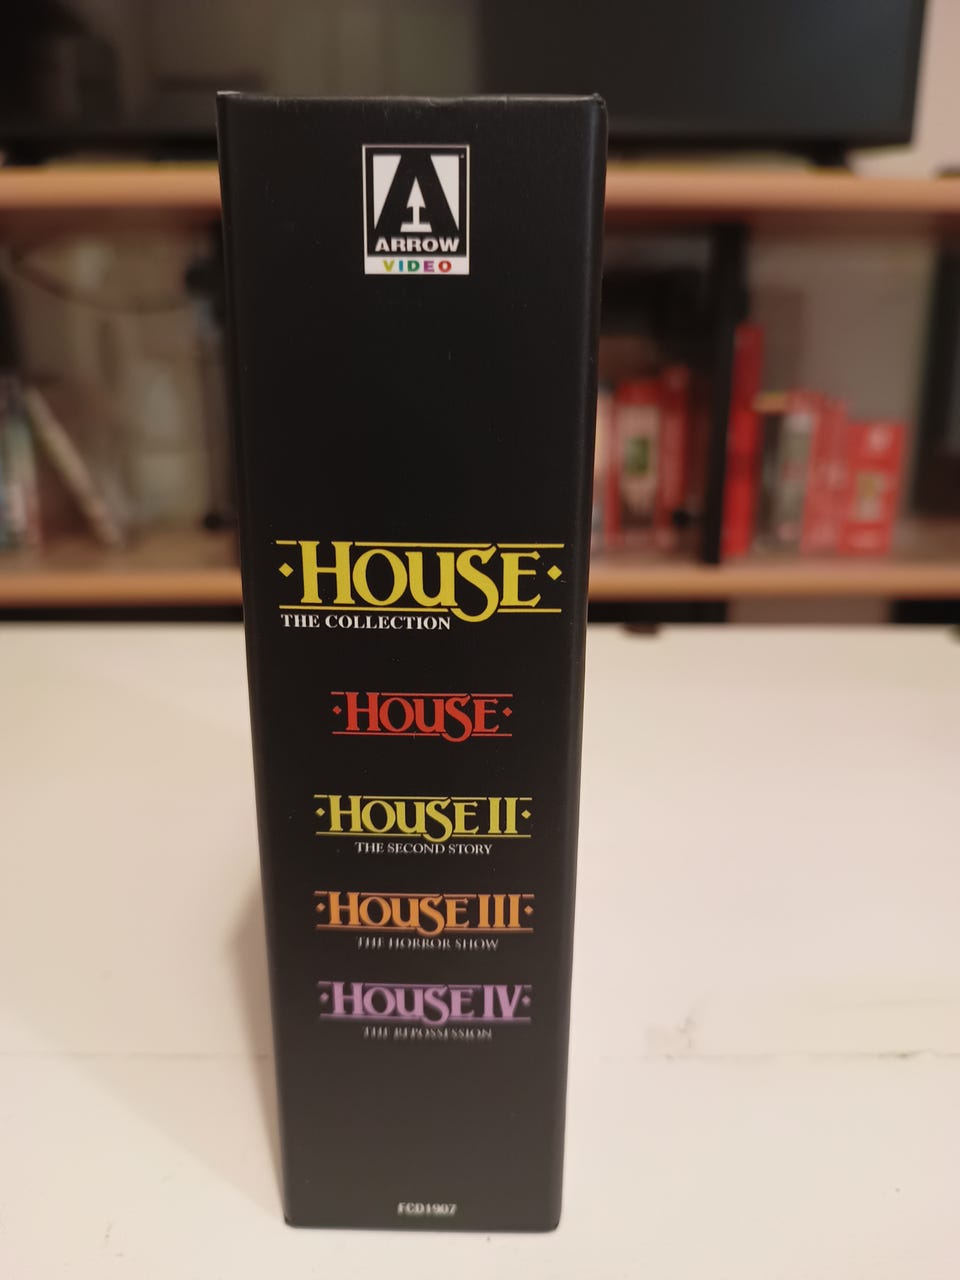 A
ARROW
VIDEO
HOUSE
THE COLLECTION
HOUSE
HOUSE II
THE SECOND STORY
HOUSE III
THE HORROR SHOW
HOUSE IV
THE REPOSSESSION
FCD1907